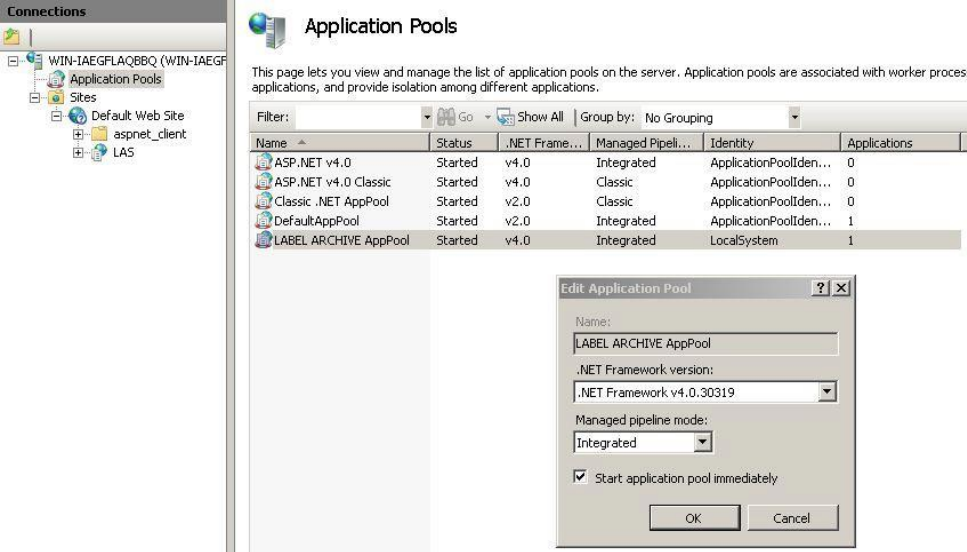 Connections
WIN-IAEGFLAQBBQ (WIN-IAEGF
Application Pools
Sites
Default Web Site
aspnet_client
LAS
Application Pools
This page lets you view and manage the list of application pools on the server. Application pools are associated with worker proces
applications, and provide isolation among different applications.
Filter: Go Show All Group by: No Grouping
Name Status .NET Frame... Managed Pipeli... Identity Applications
ASP.NET v4.0 Started v4.0 Integrated ApplicationPoolIden... 0
ASP.NET v4.0 Classic Started v4.0 Classic ApplicationPoolIden... 0
Classic .NET AppPool Started v2.0 Classic ApplicationPoolIden... 0
DefaultAppPool Started v2.0 Integrated ApplicationPoolIden... 1
LABEL ARCHIVE AppPool Started v4.0 Integrated LocalSystem 1
Edit Application Pool ?
Name:
LABEL ARCHIVE AppPool
.NET Framework version:
.NET Framework v4.0.30319
Managed pipeline mode:
Integrated
Start application pool immediately
OK Cancel